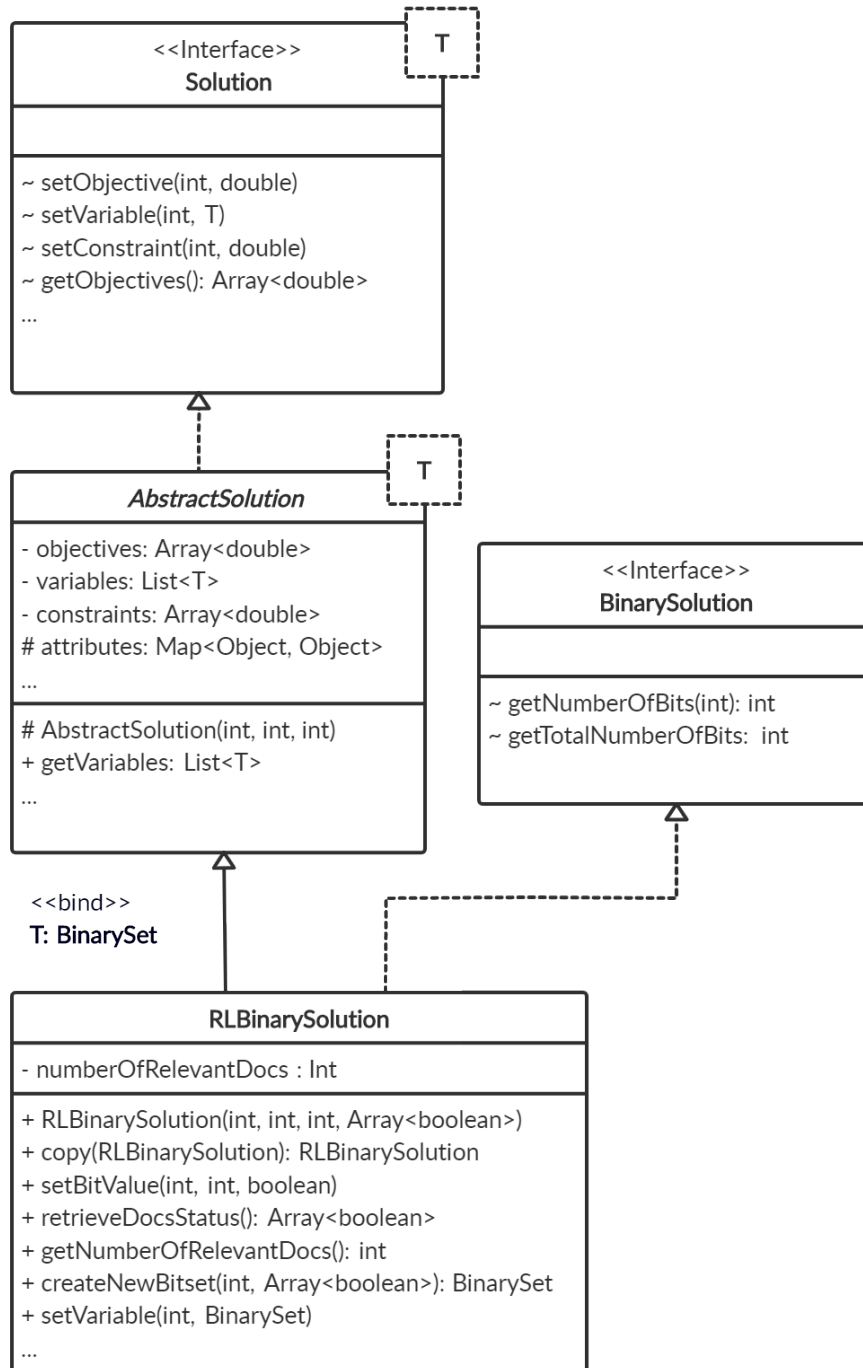 <<Interface>>
Solution
T
~ setObjective(int, double)
~ setVariable(int, T)
~ setConstraint(int, double)
~ getObjectives(): Array<double>
...
AbstractSolution
T
- objectives: Array<double>
- variables: List<T>
- constraints: Array<double>
# attributes: Map<Object, Object>
...
# AbstractSolution(int, int, int)
+ getVariables: List<T>
...
<<Interface>>
BinarySolution
~ getNumberOfBits(int): int
~ getTotalNumberOfBits: int
<<bind>>
T: BinarySet
RLBinarySolution
- numberOfRelevantDocs : Int
+ RLBinarySolution(int, int, int, Array<boolean>)
+ copy(RLBinarySolution): RLBinarySolution
+ setBitValue(int, int, boolean)
+ retrieveDocsStatus(): Array<boolean>
+ getNumberOfRelevantDocs(): int
+ createNewBitset(int, Array<boolean>): BinarySet
+ setVariable(int, BinarySet)
...